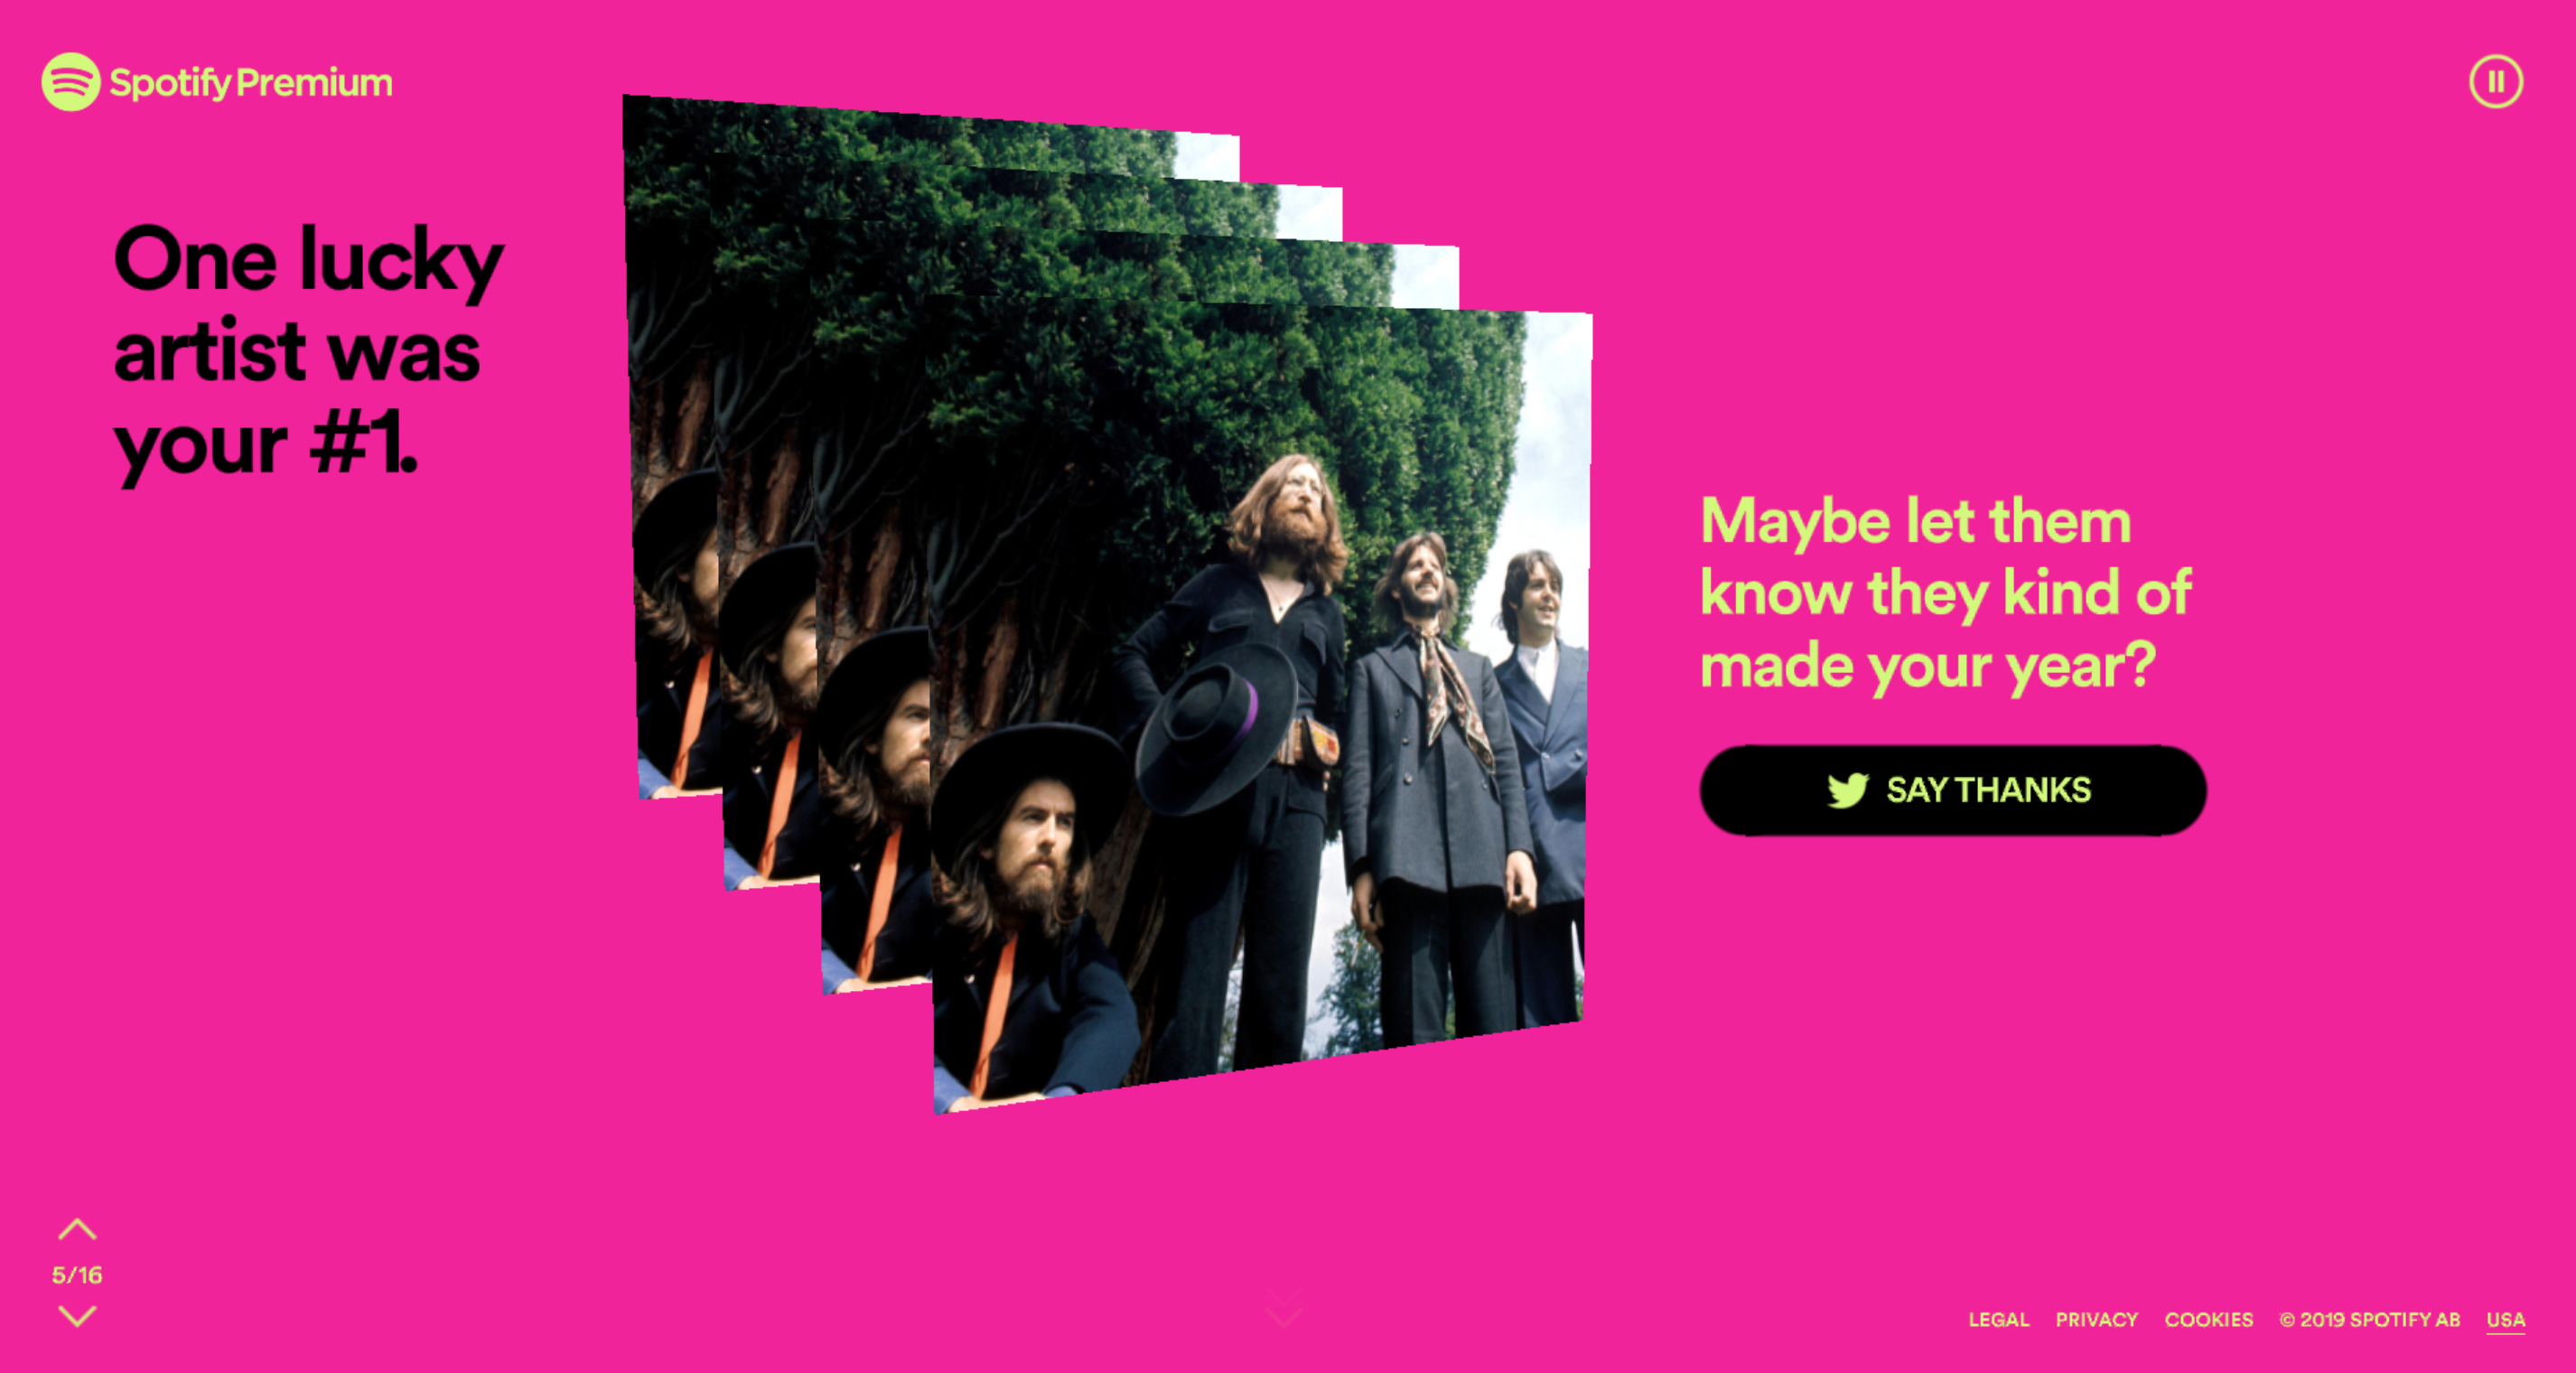 Spotify Premium
One lucky
artist was
your #1.
Maybe let them
know they kind of
made your year?
SAY THANKS
5/16
LEGAL PRIVACY COOKIES © 2019 SPOTIFY AB USA